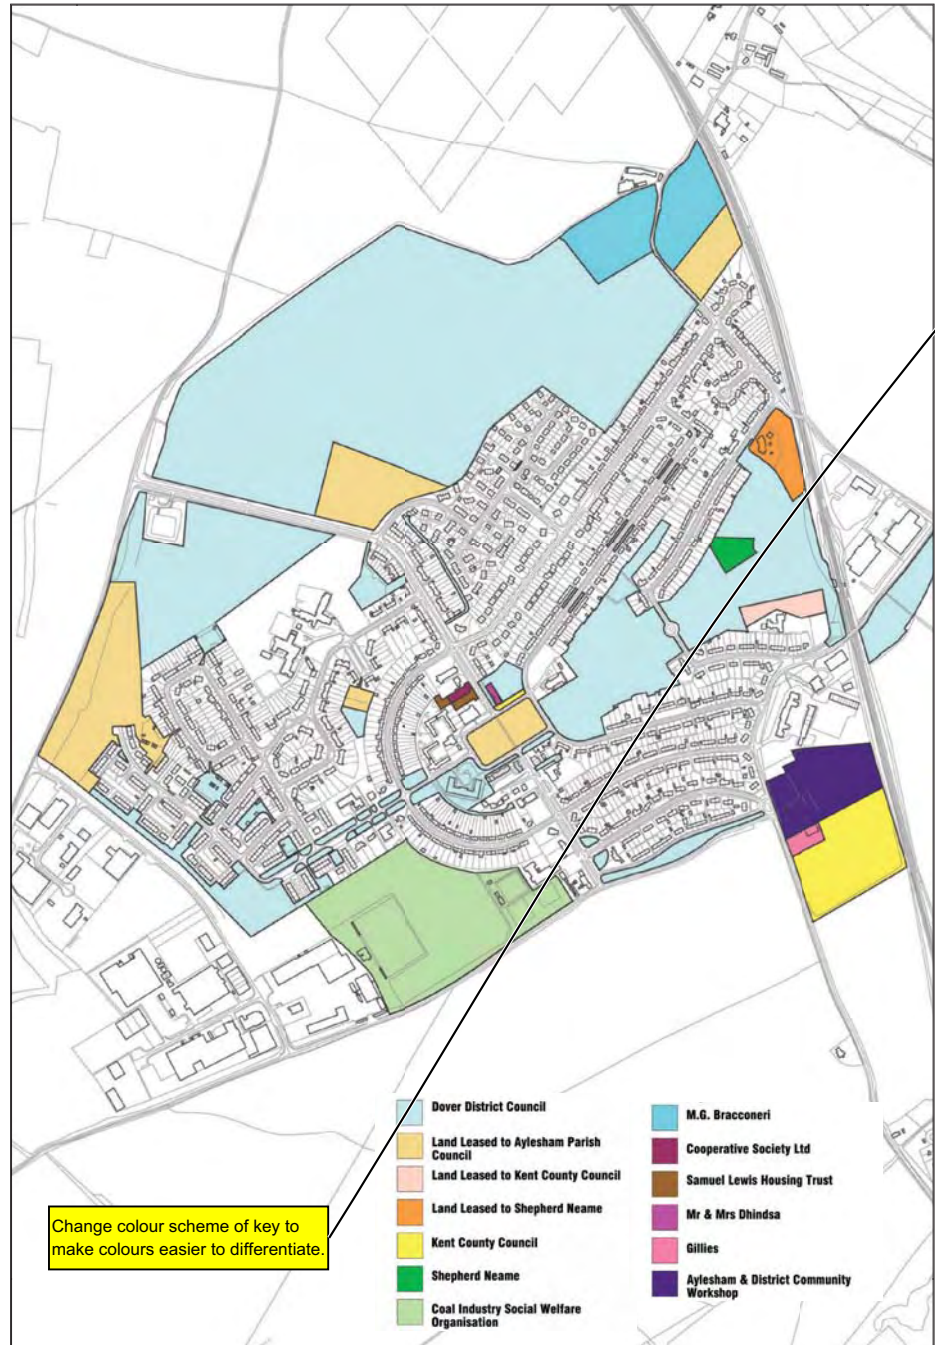 Dover District Council
Land Leased to Aylesham Parish
Council
Land Leased to Kent County Council
Land Leased to Shepherd Neame
Kent County Council
Shepherd Neame
Coal Industry Social Welfare
Organisation
M.G. Bracconeri
Cooperative Society Ltd
Samuel Lewis Housing Trust
Mr & Mrs Dhindsa
Gillies
Aylesham & District Community
Workshop
Change colour scheme of key to
make colours easier to differentiate.